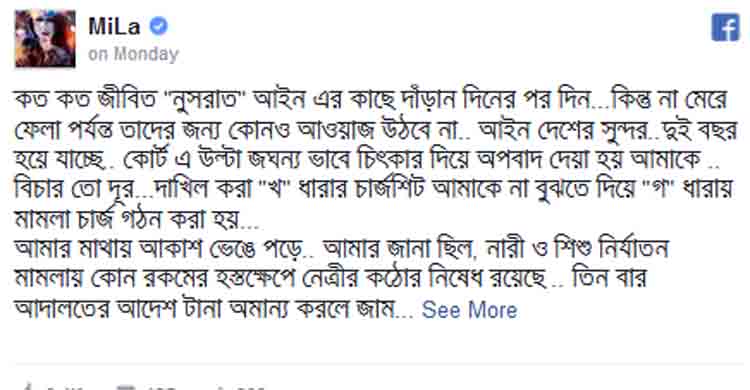 MiLa
on Monday
কত কত জীবিত "নুসরাত" আইন এর কাছে দাঁড়ান দিনের পর দিন...কিন্ত না মেরে
ফেলা পর্যন্ত তাদের জন্য কোনও আওয়াজ উঠবে না.. আইন দেশের সুন্দর..দুই বছর
হয়ে যাচ্ছে.. কোর্ট এ উল্টা জঘন্য ভাবে চিৎকার দিয়ে অপবাদ দেয়া হয় আমাকে ..
বিচার তো দূর...দাখিল করা "খ" ধারার চার্জশিট আমাকে না বুঝতে দিয়ে "গ" ধারায়
মামলা চার্জ গঠন করা হয়...
আমার মাথায় আকাশ ভেঙে পড়ে.. আমার জানা ছিল, নারী ও শিশু নির্যাতন
মামলায় কোন রকমের হস্তক্ষেপে নেত্রীর কঠোর নিষেধ রয়েছে .. তিন বার
আদালতের আদেশ টানা অমান্য করলে জাম... See More